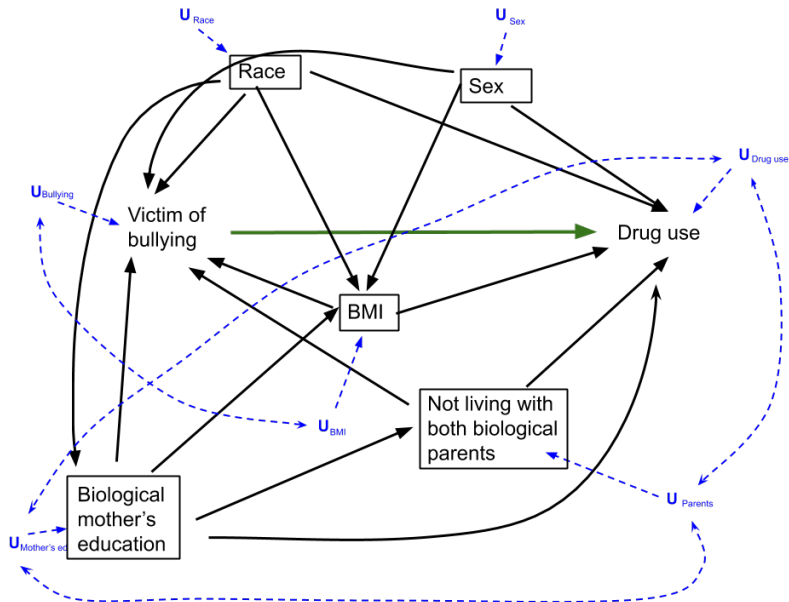 U Race
U Sex
Race
Sex
U Drug use
U Bullying
Victim of
bullying
Drug use
BMI
Not living with
both biological
parents
U BMI
Biological
mother's
education
U Parents
U Mother's ed